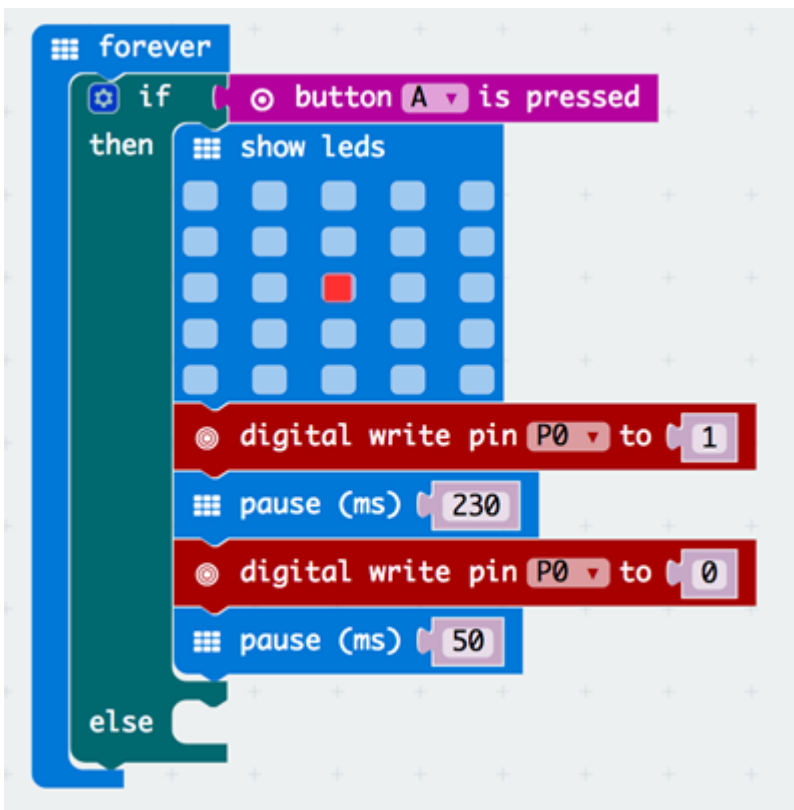 forever
if button A is pressed
then show leds
digital write pin P0 to 1
pause (ms) 230
digital write pin P0 to 0
pause (ms) 50
else